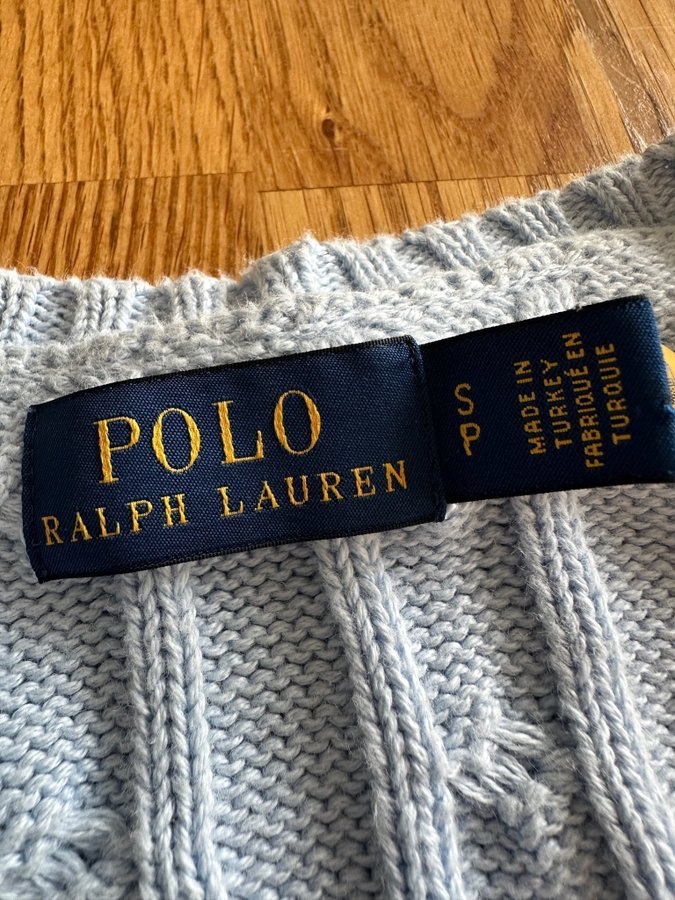 POLO
RALPH LAUREN
S
P
MADE IN
TURKEY
FABRIQUÉ EN
TURQUIE